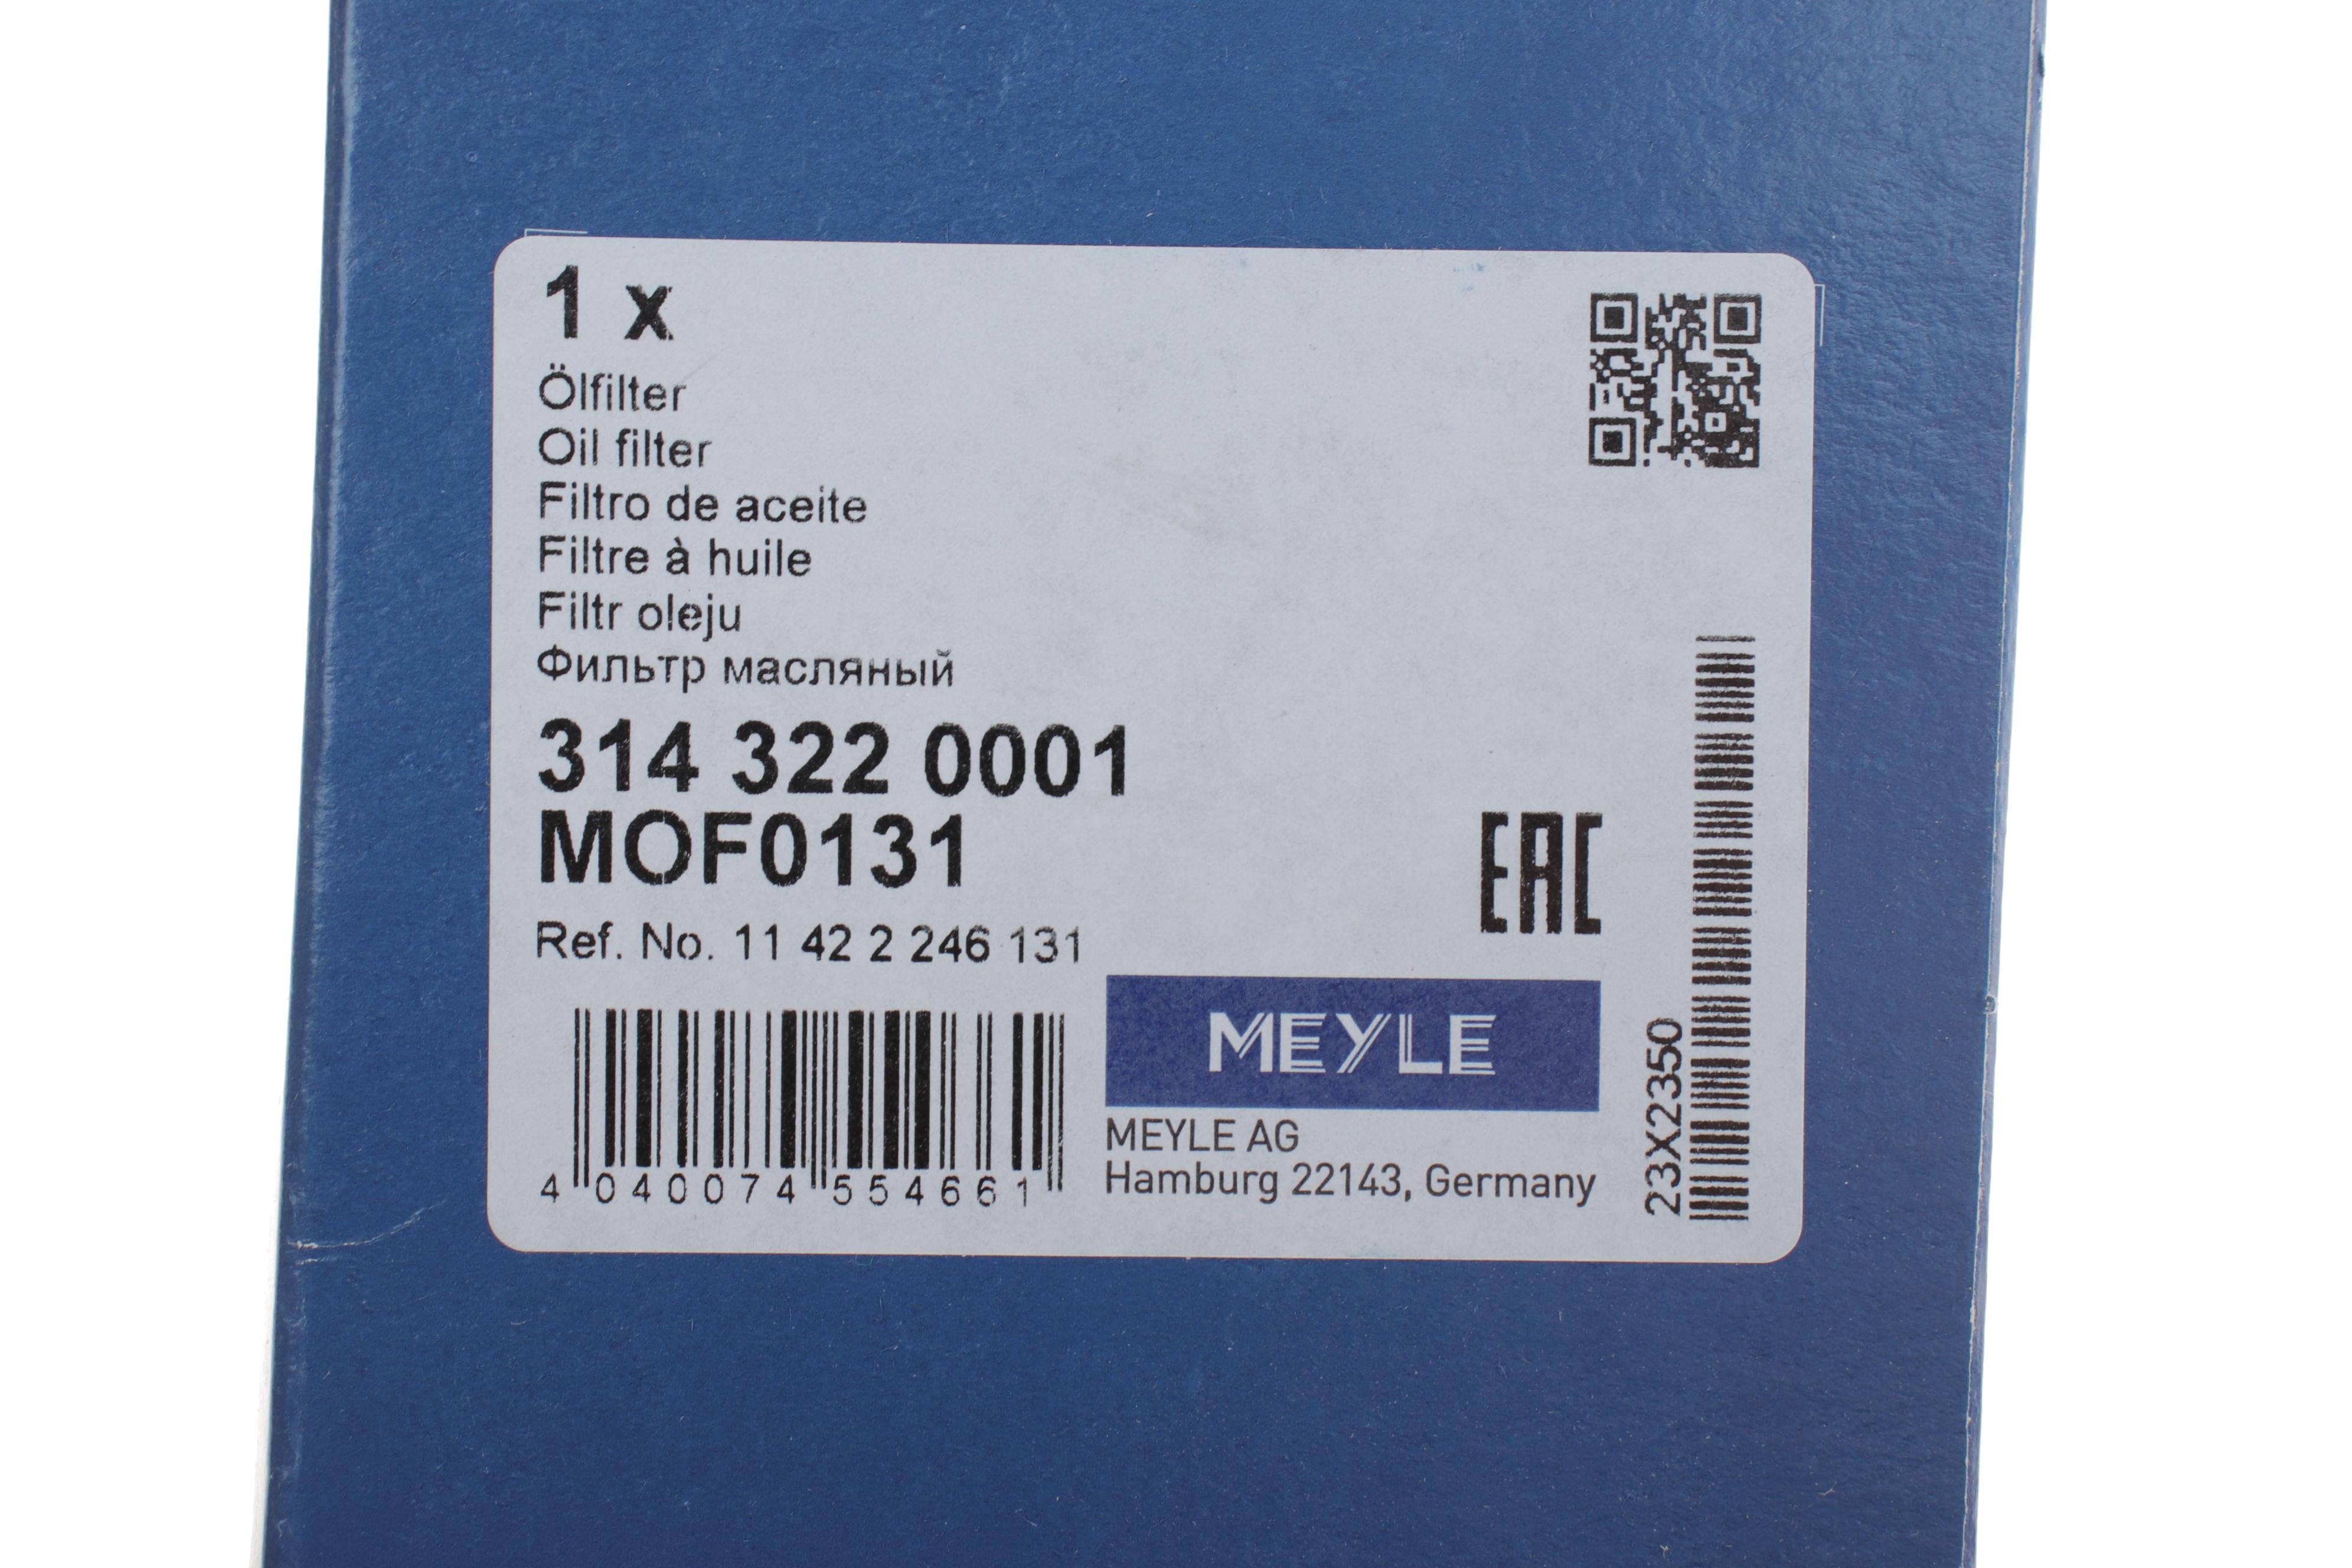 1 x
Ölfilter
Oil filter
Filtro de aceite
Filtre à huile
Filtr oleju
Фильтр масляный
314 322 0001
MOF0131
EAC
Ref. No. 11 42 2 246 131
MEYLE
MEYLE AG
Hamburg 22143, Germany
4 040074 554661
23X2350